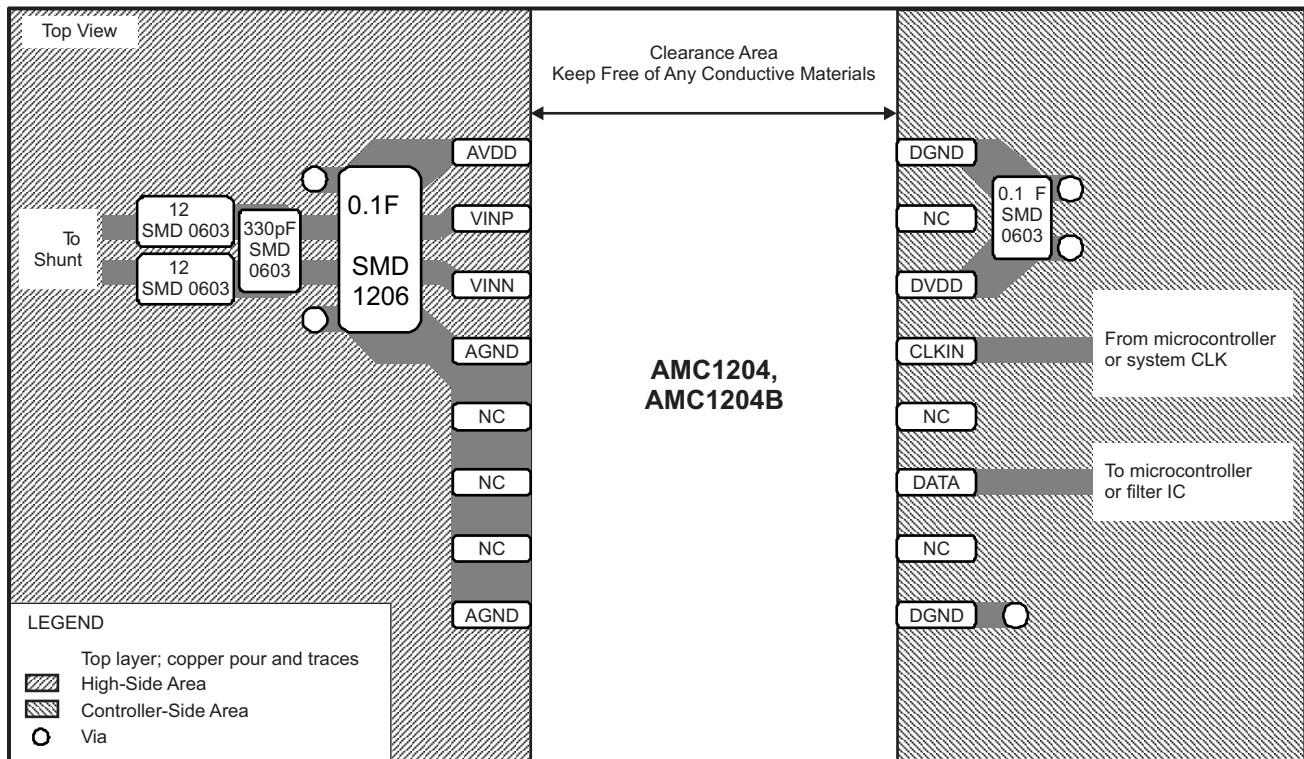 Top View
Clearance Area
Keep Free of Any Conductive Materials
AVDD
VINP
VINN
AGND
NC
NC
NC
AGND
To
Shunt
12
SMD 0603
12
SMD 0603
330pF
SMD
0603
0.1F
SMD
1206
AMC1204,
AMC1204B
DGND
NC
DVDD
CLKIN
NC
DATA
NC
DGND
0.1 F
SMD
0603
From microcontroller
or system CLK
To microcontroller
or filter IC
LEGEND
Top layer; copper pour and traces
High-Side Area
Controller-Side Area
Via